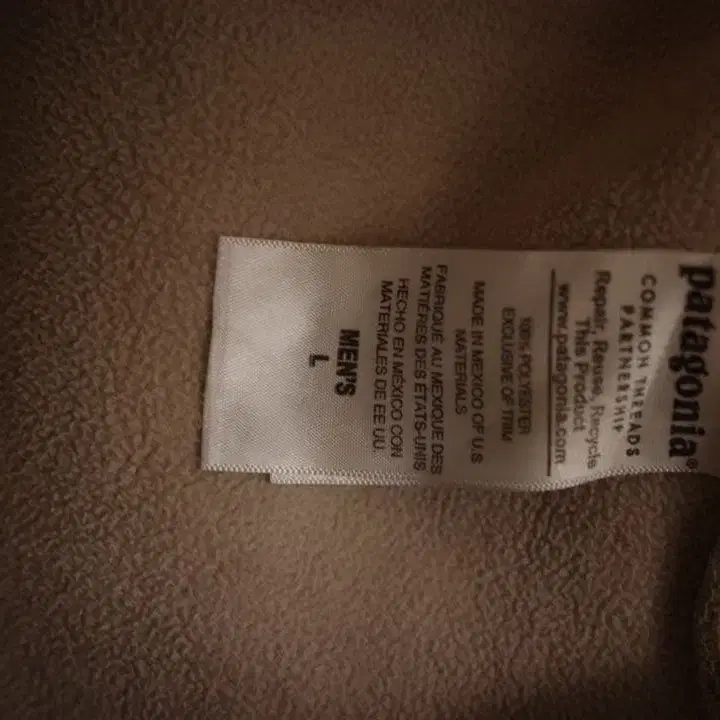 patagonia®
COMMON THREADS
PARTNERSHIP
Repair, Reuse, Recycle
This Product
www.patagonia.com
100% POLYESTER
EXCLUSIVE OF TRIM
MADE IN MEXICO OF U.S
MATERIALS
FABRIQUÉ AU MEXIQUE DES
MATIÈRES DES ÉTATS-UNIS
HECHO EN MÉXICO CON
MATERIALES DE EE UU.
MEN'S
L